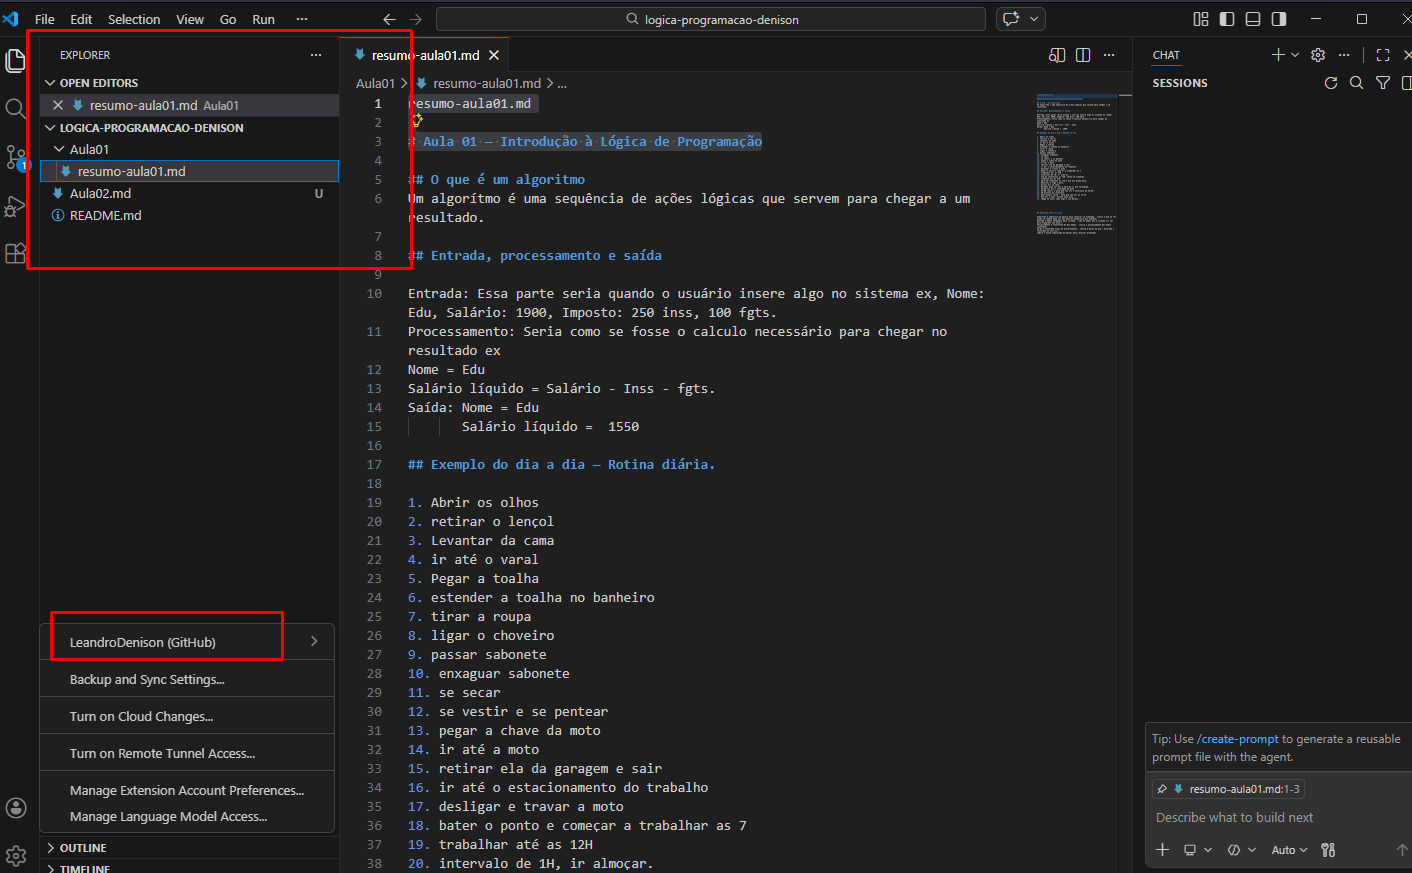 File Edit Selection View Go Run ···
logica-programacao-denison
EXPLORER ···
OPEN EDITORS
resumo-aula01.md Aula01
LOGICA-PROGRAMACAO-DENISON
Aula01
resumo-aula01.md
Aula02.md U
README.md
1
LeandroDenison (GitHub)
Backup and Sync Settings...
Turn on Cloud Changes...
Turn on Remote Tunnel Access...
Manage Extension Account Preferences...
Manage Language Model Access...
OUTLINE
TIMELINE
resumo-aula01.md
Aula01 > resumo-aula01.md > ...
1 resumo-aula01.md
2
3 # Aula 01 — Introdução à Lógica de Programação
4
5 ## O que é um algoritmo
6 Um algorítmo é uma sequência de ações lógicas que servem para chegar a um
resultado.
7
8 ## Entrada, processamento e saída
9
10 Entrada: Essa parte seria quando o usuário insere algo no sistema ex, Nome:
Edu, Salário: 1900, Imposto: 250 inss, 100 fgts.
11 Processamento: Seria como se fosse o calculo necessário para chegar no
resultado ex
12 Nome = Edu
13 Salário líquido = Salário - Inss - fgts.
14 Saída: Nome = Edu
15 Salário líquido =  1550
16
17 ## Exemplo do dia a dia — Rotina diária.
18
19 1. Abrir os olhos
20 2. retirar o lençol
21 3. Levantar da cama
22 4. ir até o varal
23 5. Pegar a toalha
24 6. estender a toalha no banheiro
25 7. tirar a roupa
26 8. ligar o choveiro
27 9. passar sabonete
28 10. enxaguar sabonete
29 11. se secar
30 12. se vestir e se pentear
31 13. pegar a chave da moto
32 14. ir até a moto
33 15. retirar ela da garagem e sair
34 16. ir até o estacionamento do trabalho
35 17. desligar e travar a moto
36 18. bater o ponto e começar a trabalhar as 7
37 19. trabalhar até as 12H
38 20. intervalo de 1H, ir almoçar.
CHAT
SESSIONS
Tip: Use /create-prompt to generate a reusable
prompt file with the agent.
resumo-aula01.md:1-3
Describe what to build next
Auto